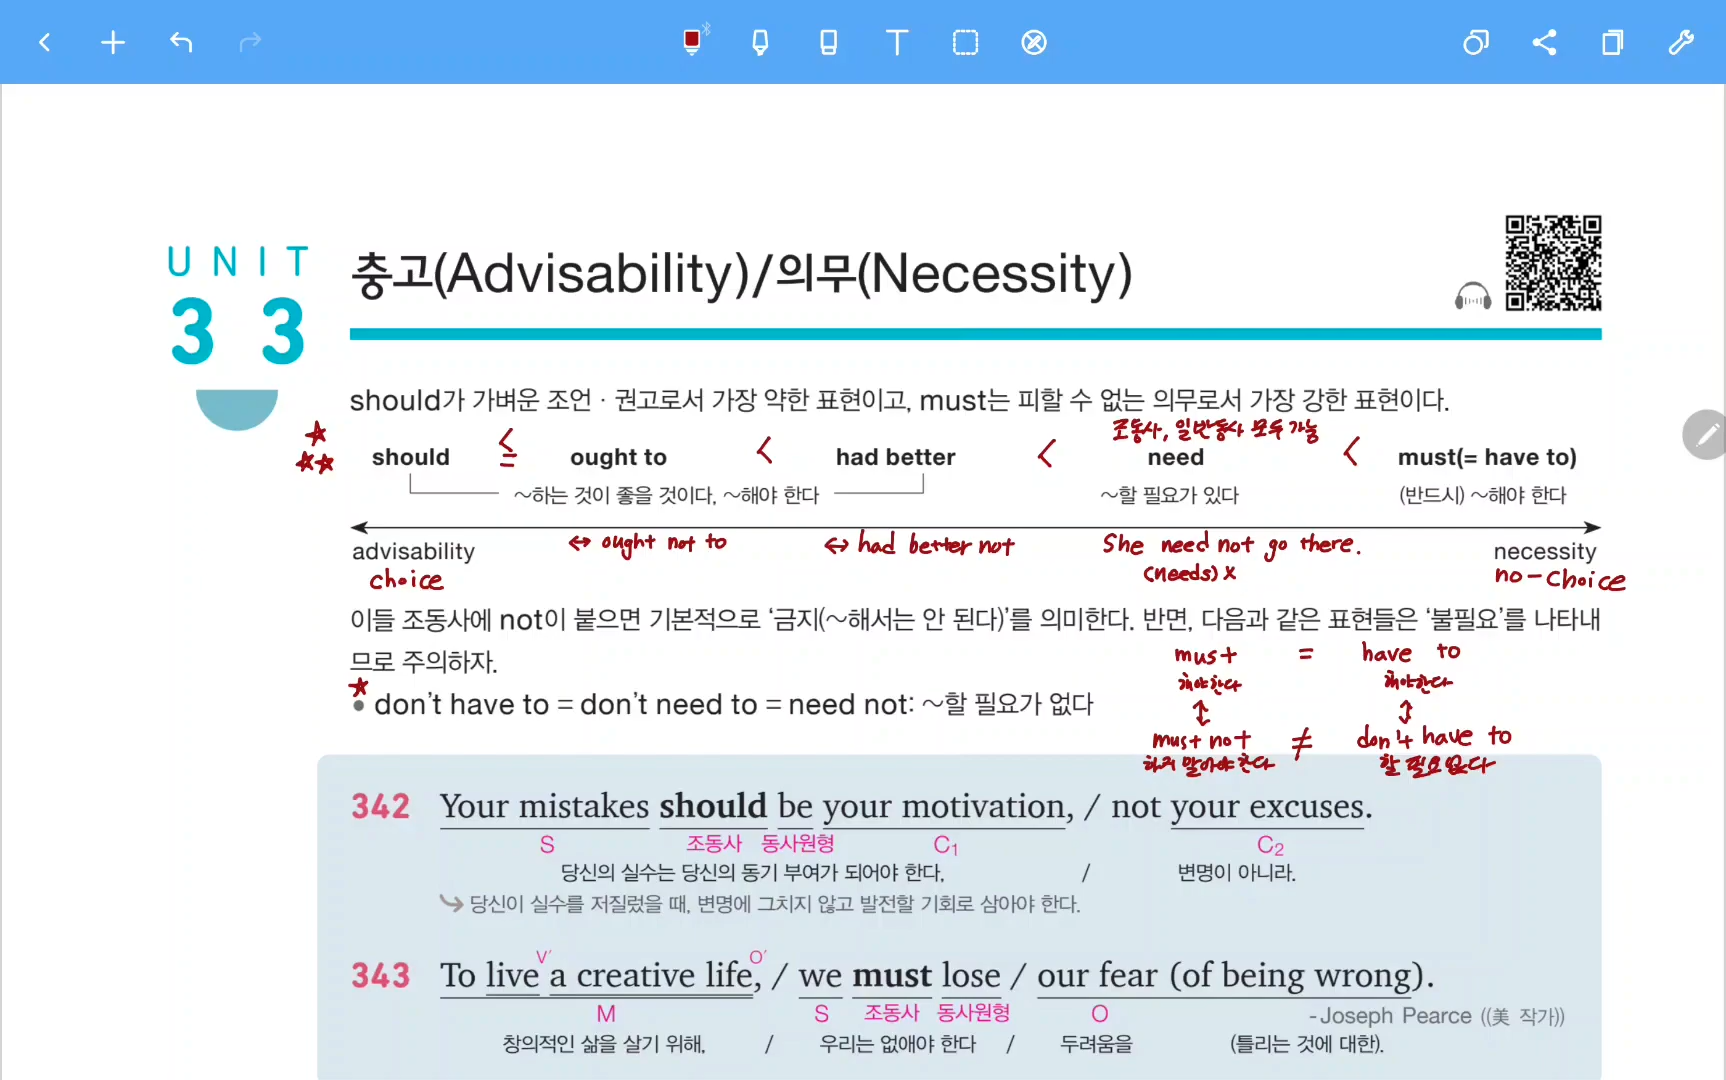 UNIT
33
충고(Advisability)/의무(Necessity)
should가 가벼운 조언 · 권고로서 가장 약한 표현이고, must는 피할 수 없는 의무로서 가장 강한 표현이다.
조동사, 일반동사 모두 가능
should ≤ ought to < had better < need < must(= have to)
~하는 것이 좋을 것이다, ~해야 한다 ~할 필요가 있다 (반드시) ~해야 한다
↔ ought not to ↔ had better not She need not go there.
advisability necessity
choice (needs) x no-choice
이들 조동사에 not이 붙으면 기본적으로 '금지(~해서는 안 된다)'를 의미한다. 반면, 다음과 같은 표현들은 '불필요'를 나타내
므로 주의하자.
must = have to
해야한다 해야한다
• don't have to = don't need to = need not: ~할 필요가 없다
must not ≠ don't have to
하지 말아야 한다 할 필요없다
342 Your mistakes should be your motivation, / not your excuses.
S 조동사 동사원형 C₁ C₂
당신의 실수는 당신의 동기 부여가 되어야 한다, / 변명이 아니라.
당신이 실수를 저질렀을 때, 변명에 그치지 않고 발전할 기회로 삼아야 한다.
V′ O′
343 To live a creative life, / we must lose / our fear (of being wrong).
M S 조동사 동사원형 O
-Joseph Pearce ((美 작가))
창의적인 삶을 살기 위해, / 우리는 없애야 한다 / 두려움을 (틀리는 것에 대한).